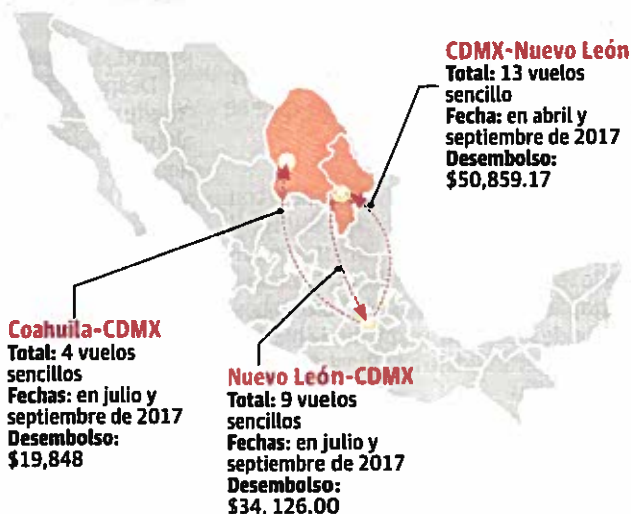 CDMX-Nuevo León
Total: 13 vuelos
sencillo
Fecha: en abril y
septiembre de 2017
Desembolso:
$50,859.17
Coahuila-CDMX
Total: 4 vuelos
sencillos
Fechas: en julio y
septiembre de 2017
Desembolso:
$19,848
Nuevo León-CDMX
Total: 9 vuelos
sencillos
Fechas: en julio y
septiembre de 2017
Desembolso:
$34, 126,00